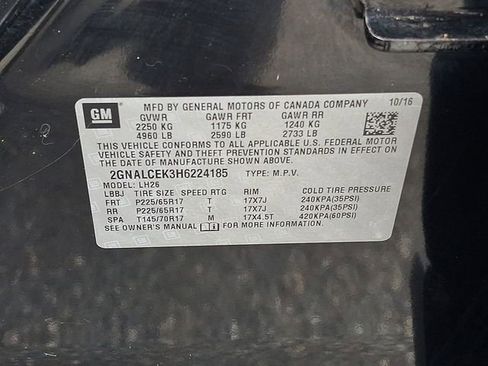 GM
MFD BY GENERAL MOTORS OF CANADA COMPANY 10/16
GVWR GAWR FRT GAWR RR
2250 KG 1175 KG 1240 KG
4960 LB 2590 LB 2733 LB
THIS VEHICLE CONFORMS TO ALL APPLICABLE U.S. FEDERAL MOTOR
VEHICLE SAFETY AND THEFT PREVENTION STANDARDS IN EFFECT ON
THE DATE OF MANUFACTURE SHOWN ABOVE.
2GNALCEK3H6224185 TYPE: M.P.V.
MODEL: LH26
LBBJ TIRE SIZE SPEED RTG RIM COLD TIRE PRESSURE
FRT P225/65R17 T 17X7J 240KPA(35PSI)
RR P225/65R17 T 17X7J 240KPA(35PSI)
SPA T145/70R17 M 17X4.5T 420KPA(60PSI)
SEE OWNER'S MANUAL FOR MORE INFORMATION